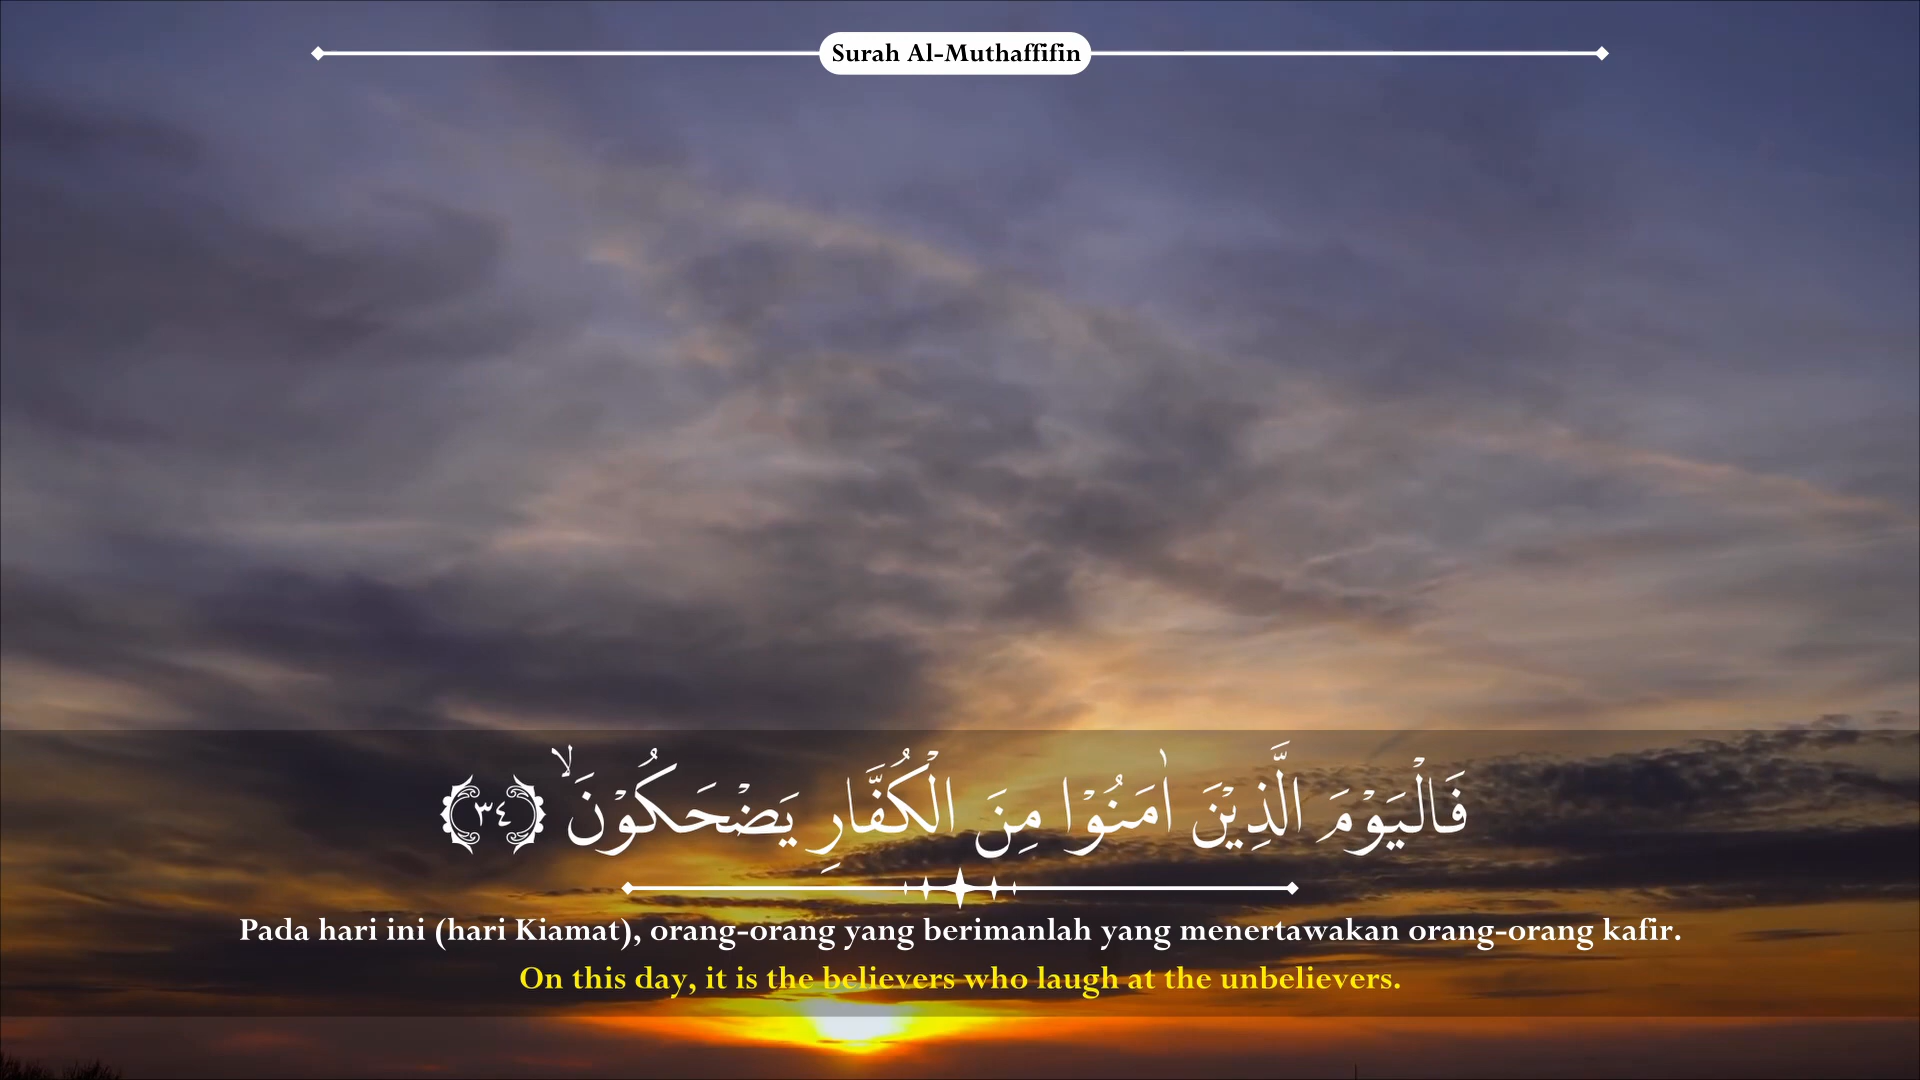 Surah Al-Muthaffifin
فَالْيَوْمَ الَّذِيْنَ اٰمَنُوْا مِنَ الْكُفَّارِ يَضْحَكُوْنَۙ ﴿٣٤﴾
Pada hari ini (hari Kiamat), orang-orang yang berimanlah yang menertawakan orang-orang kafir.
On this day, it is the believers who laugh at the unbelievers.